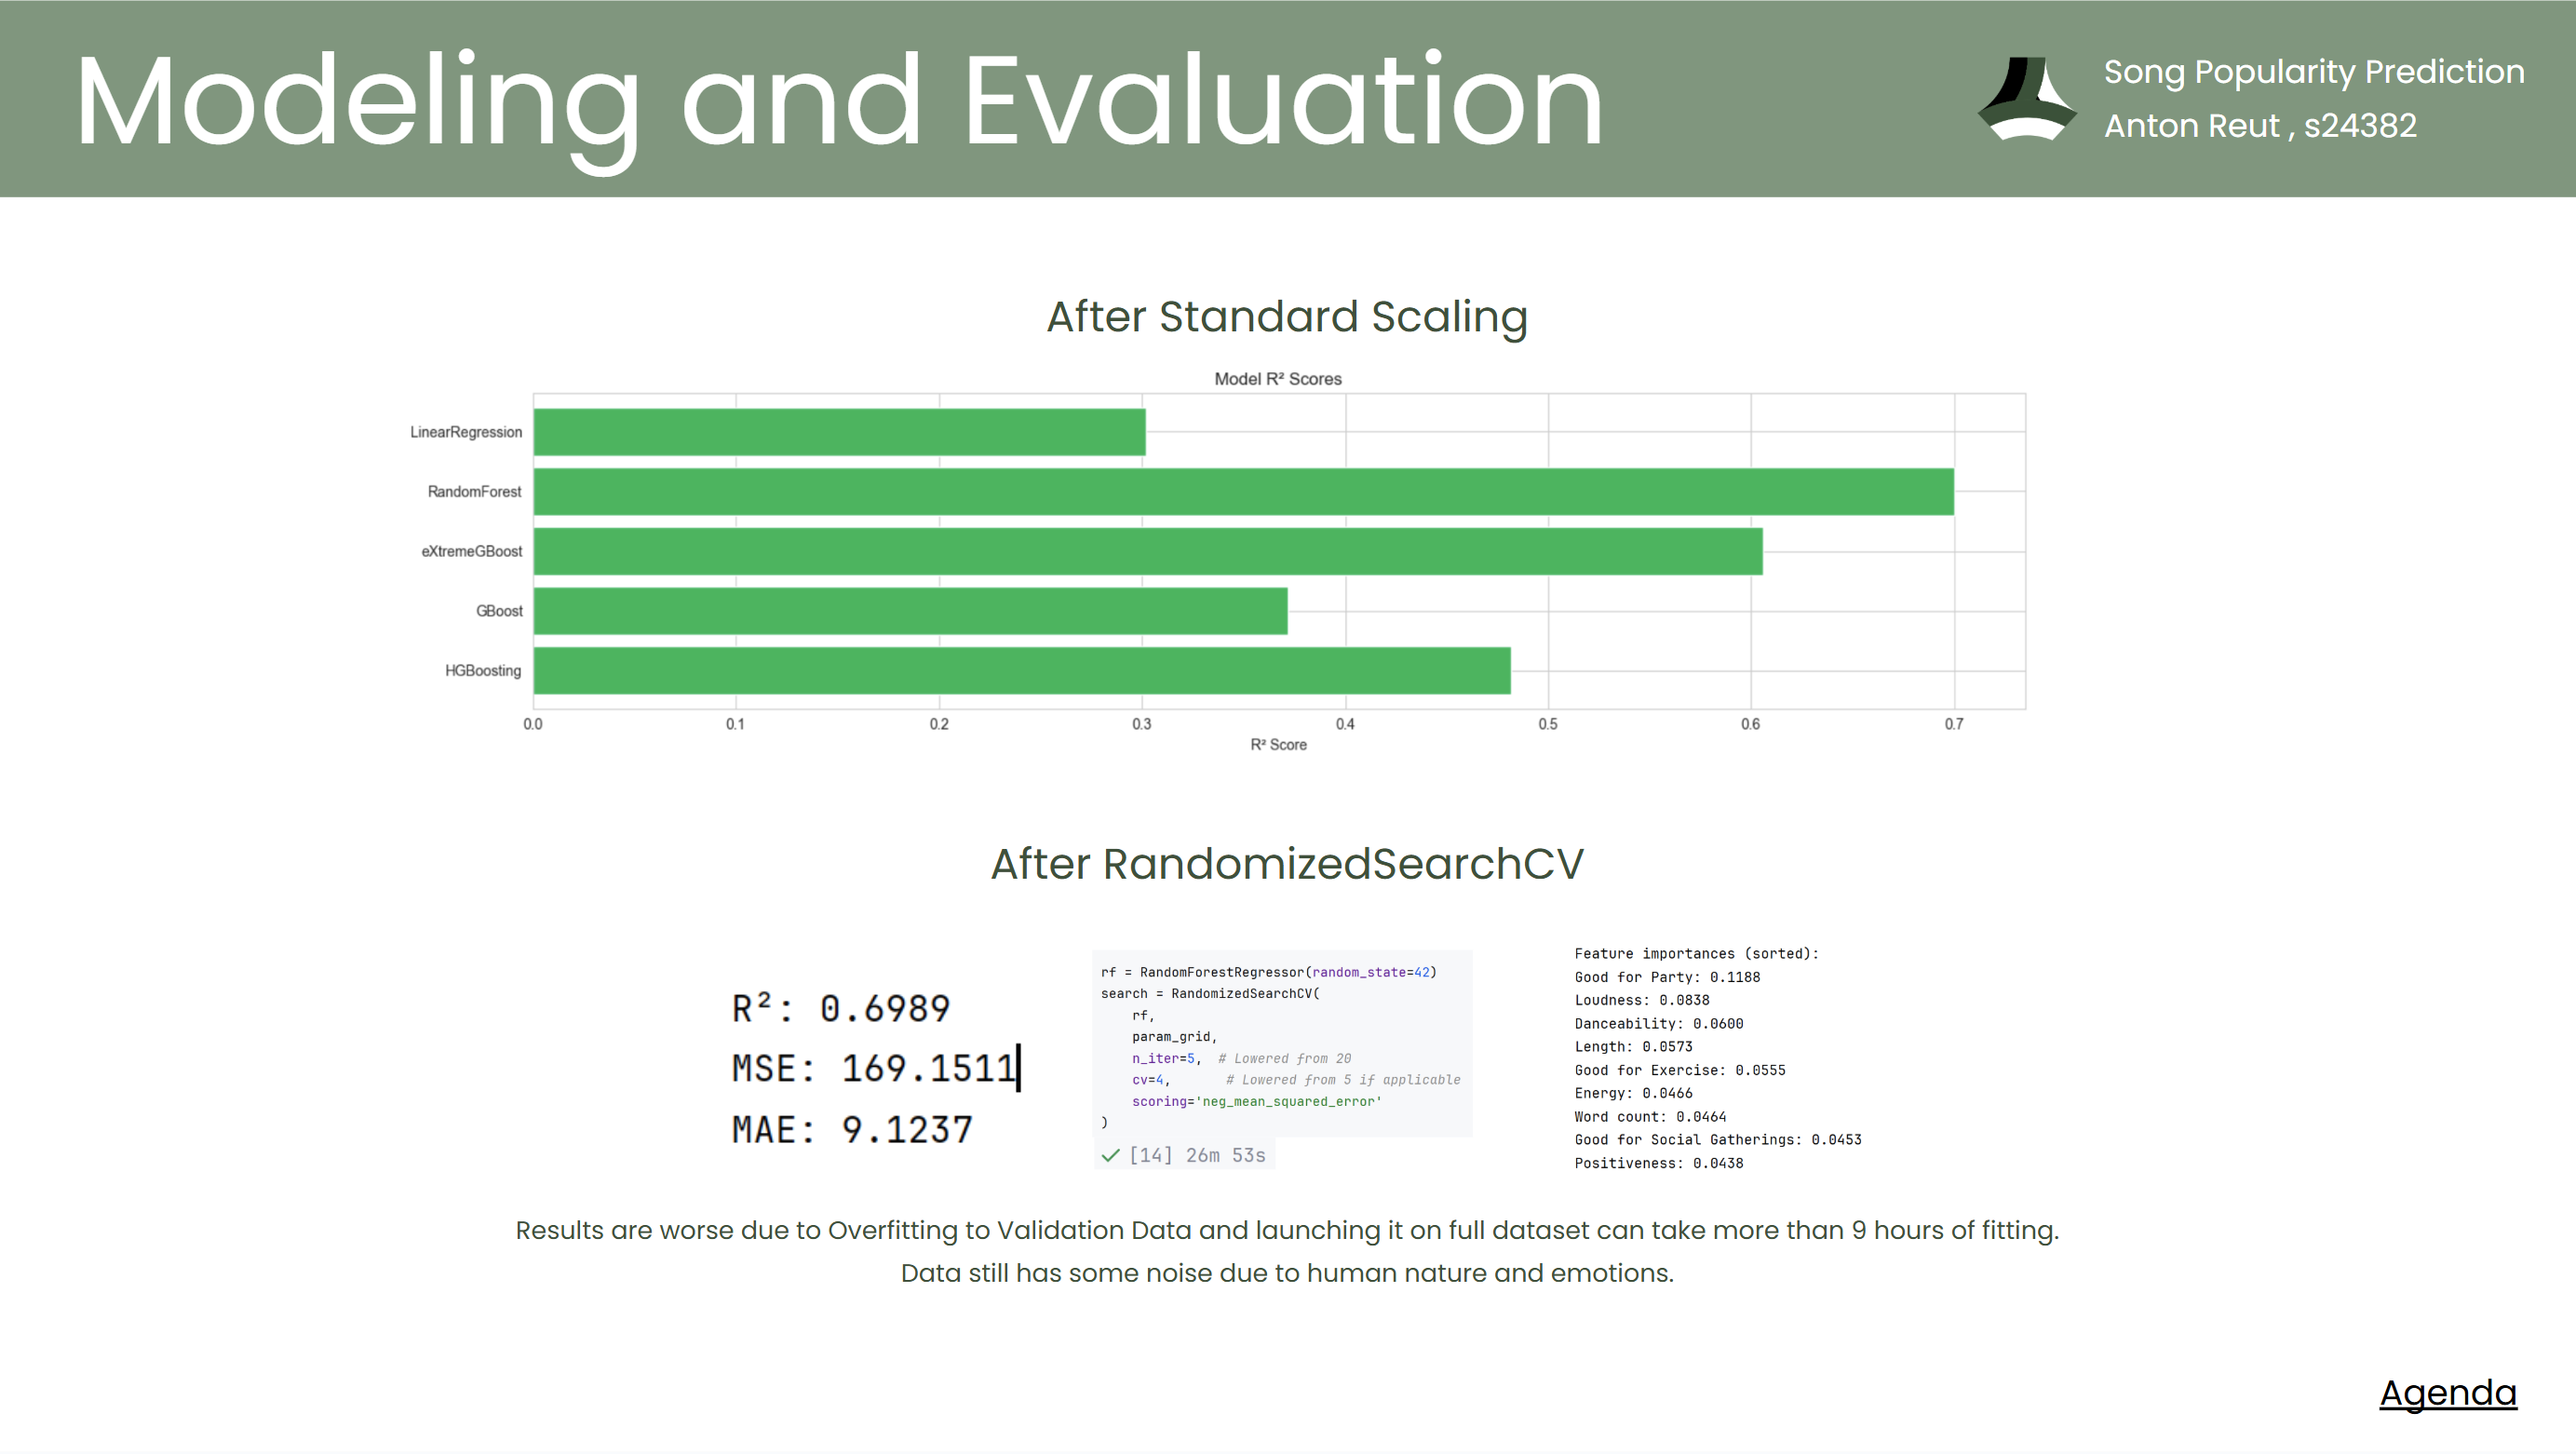 Modeling and Evaluation
Song Popularity Prediction
Anton Reut , s24382
After Standard Scaling
Model R² Scores
LinearRegression
RandomForest
eXtremeGBoost
GBoost
HGBoosting
0.0 0.1 0.2 0.3 0.4 0.5 0.6 0.7
R² Score
After RandomizedSearchCV
R²: 0.6989
MSE: 169.1511
MAE: 9.1237
rf = RandomForestRegressor(random_state=42)
search = RandomizedSearchCV(
    rf,
    param_grid,
    n_iter=5,  # Lowered from 20
    cv=4,       # Lowered from 5 if applicable
    scoring='neg_mean_squared_error'
)
[14] 26m 53s
Feature importances (sorted):
Good for Party: 0.1188
Loudness: 0.0838
Danceability: 0.0600
Length: 0.0573
Good for Exercise: 0.0555
Energy: 0.0466
Word count: 0.0464
Good for Social Gatherings: 0.0453
Positiveness: 0.0438
Results are worse due to Overfitting to Validation Data and launching it on full dataset can take more than 9 hours of fitting.
Data still has some noise due to human nature and emotions.
Agenda